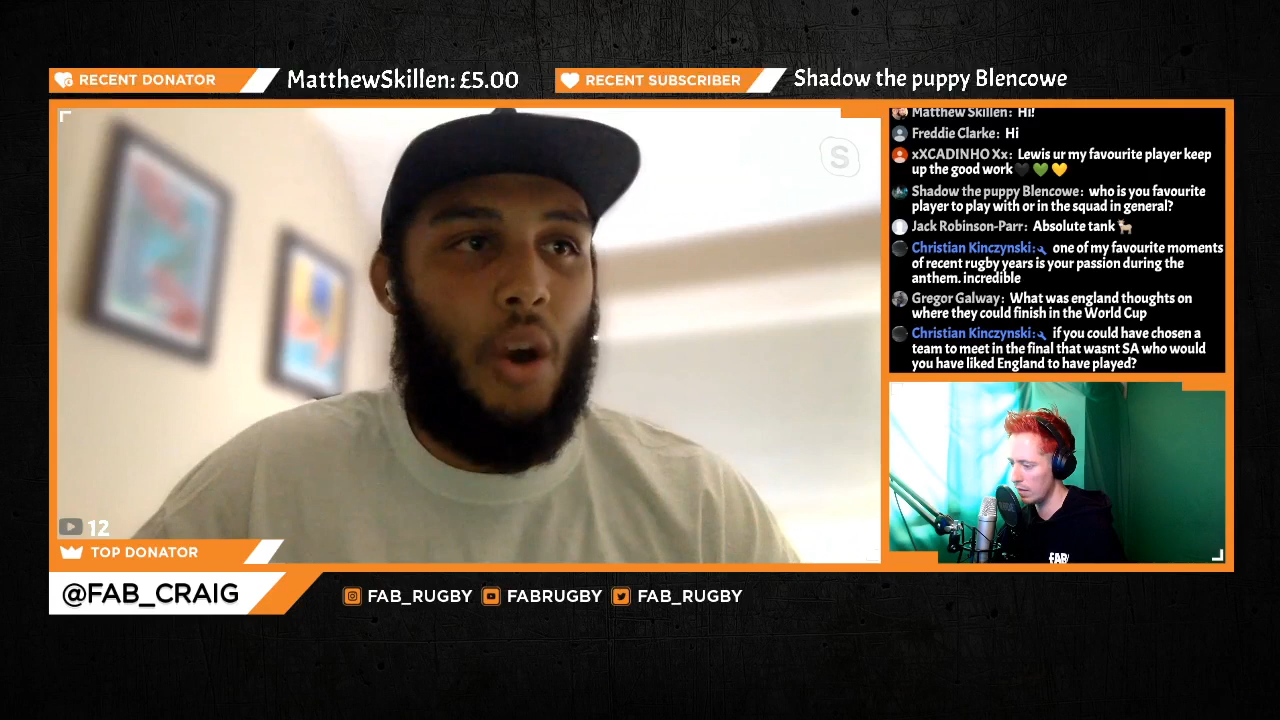 RECENT DONATOR
MatthewSkillen: £5.00
RECENT SUBSCRIBER
Shadow the puppy Blencowe
S
Matthew Skillen: Hi!
Freddie Clarke: Hi
xXCADINHO Xx: Lewis ur my favourite player keep
up the good work🖤💚💛
Shadow the puppy Blencowe: who is you favourite
player to play with or in the squad in general?
Jack Robinson-Parr: Absolute tank🐐
Christian Kinczynski:🔧 one of my favourite moments
of recent rugby years is your passion during the
anthem. incredible
Gregor Galway: What was england thoughts on
where they could finish in the World Cup
Christian Kinczynski:🔧 if you could have chosen a
team to meet in the final that wasnt SA who would
you have liked England to have played?
12
TOP DONATOR
FAB
@FAB_CRAIG
FAB_RUGBY
FABRUGBY
FAB_RUGBY